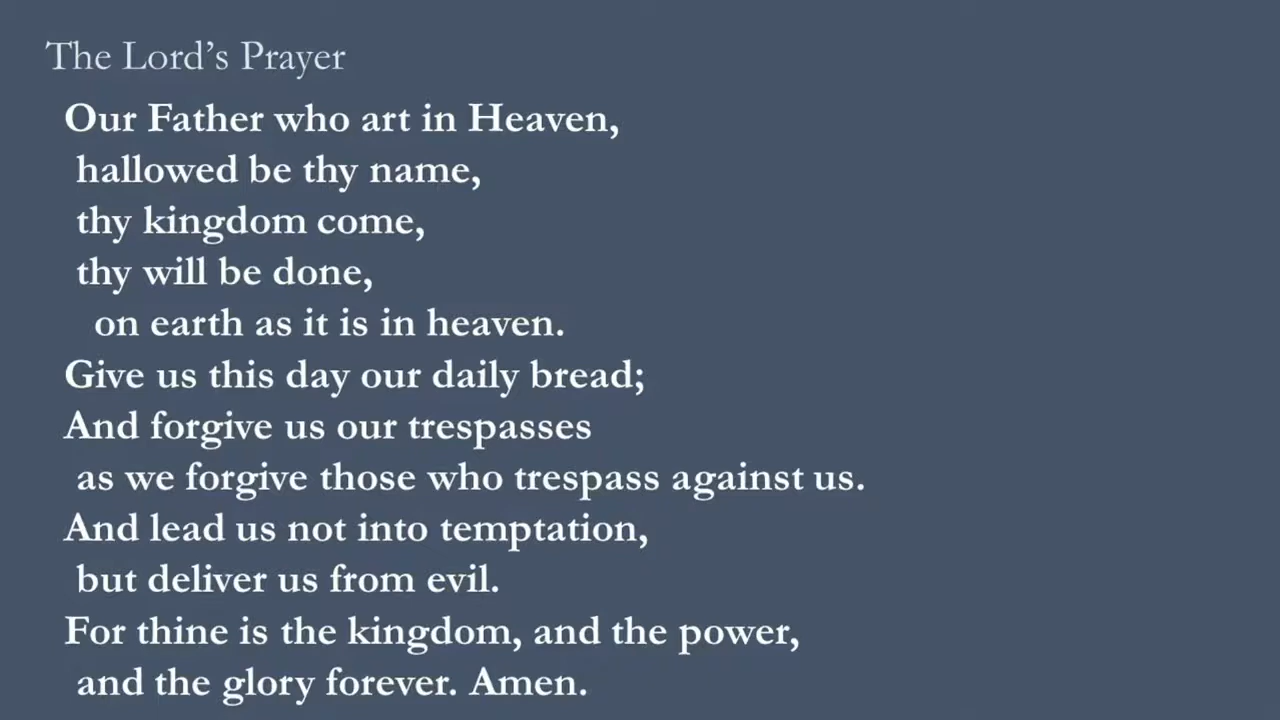 The Lord’s Prayer
Our Father who art in Heaven,
hallowed be thy name,
thy kingdom come,
thy will be done,
on earth as it is in heaven.
Give us this day our daily bread;
And forgive us our trespasses
as we forgive those who trespass against us.
And lead us not into temptation,
but deliver us from evil.
For thine is the kingdom, and the power,
and the glory forever. Amen.